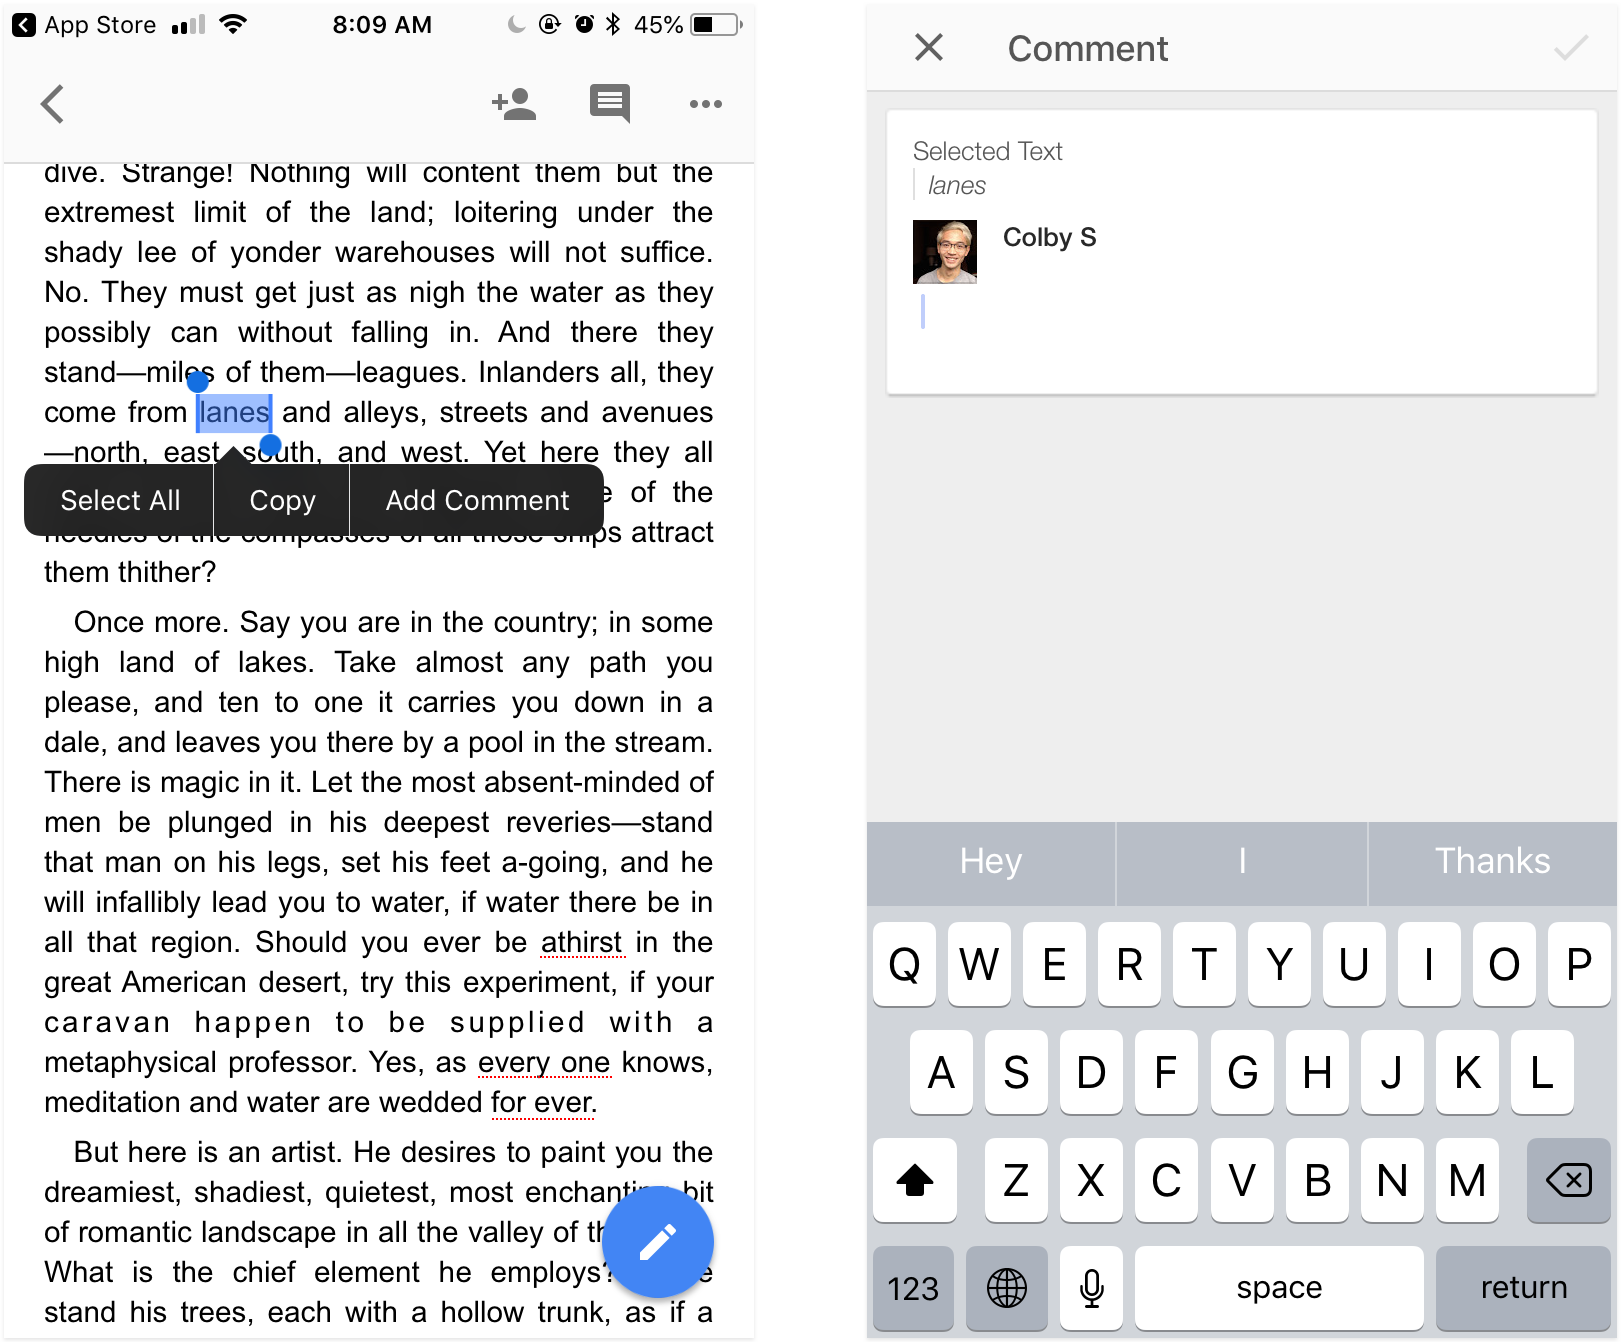 App Store 8:09 AM 45%
dive. Strange! Nothing will content them but the
extremest limit of the land; loitering under the
shady lee of yonder warehouses will not suffice.
No. They must get just as nigh the water as they
possibly can without falling in. And there they
stand—miles of them—leagues. Inlanders all, they
come from lanes and alleys, streets and avenues
—north, east, south, and west. Yet here they all
Select All Copy Add Comment
of the
needles of the compasses of all those ships attract
them thither?
Once more. Say you are in the country; in some
high land of lakes. Take almost any path you
please, and ten to one it carries you down in a
dale, and leaves you there by a pool in the stream.
There is magic in it. Let the most absent-minded of
men be plunged in his deepest reveries—stand
that man on his legs, set his feet a-going, and he
will infallibly lead you to water, if water there be in
all that region. Should you ever be athirst in the
great American desert, try this experiment, if your
caravan happen to be supplied with a
metaphysical professor. Yes, as every one knows,
meditation and water are wedded for ever.
But here is an artist. He desires to paint you the
dreamiest, shadiest, quietest, most enchanting bit
of romantic landscape in all the valley of
What is the chief element he employs?
stand his trees, each with a hollow trunk, as if a
Comment
Selected Text
lanes
Colby S
Hey I Thanks
Q W E R T Y U I O P
A S D F G H J K L
Z X C V B N M
123 space return